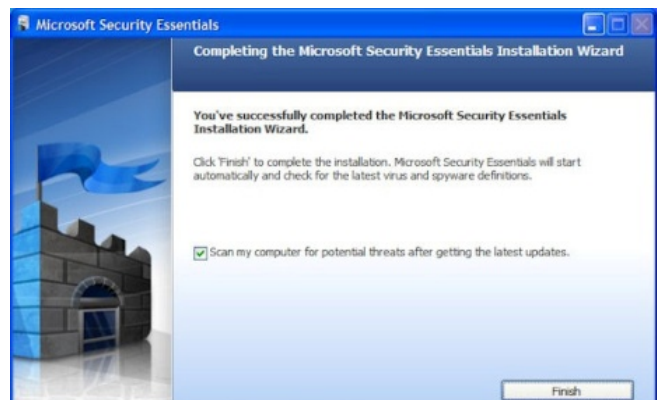 Microsoft Security Essentials
Completing the Microsoft Security Essentials Installation Wizard
You've successfully completed the Microsoft Security Essentials
Installation Wizard.
Click 'Finish' to complete the installation. Microsoft Security Essentials will start
automatically and check for the latest virus and spyware definitions.
Scan my computer for potential threats after getting the latest updates.
Finish